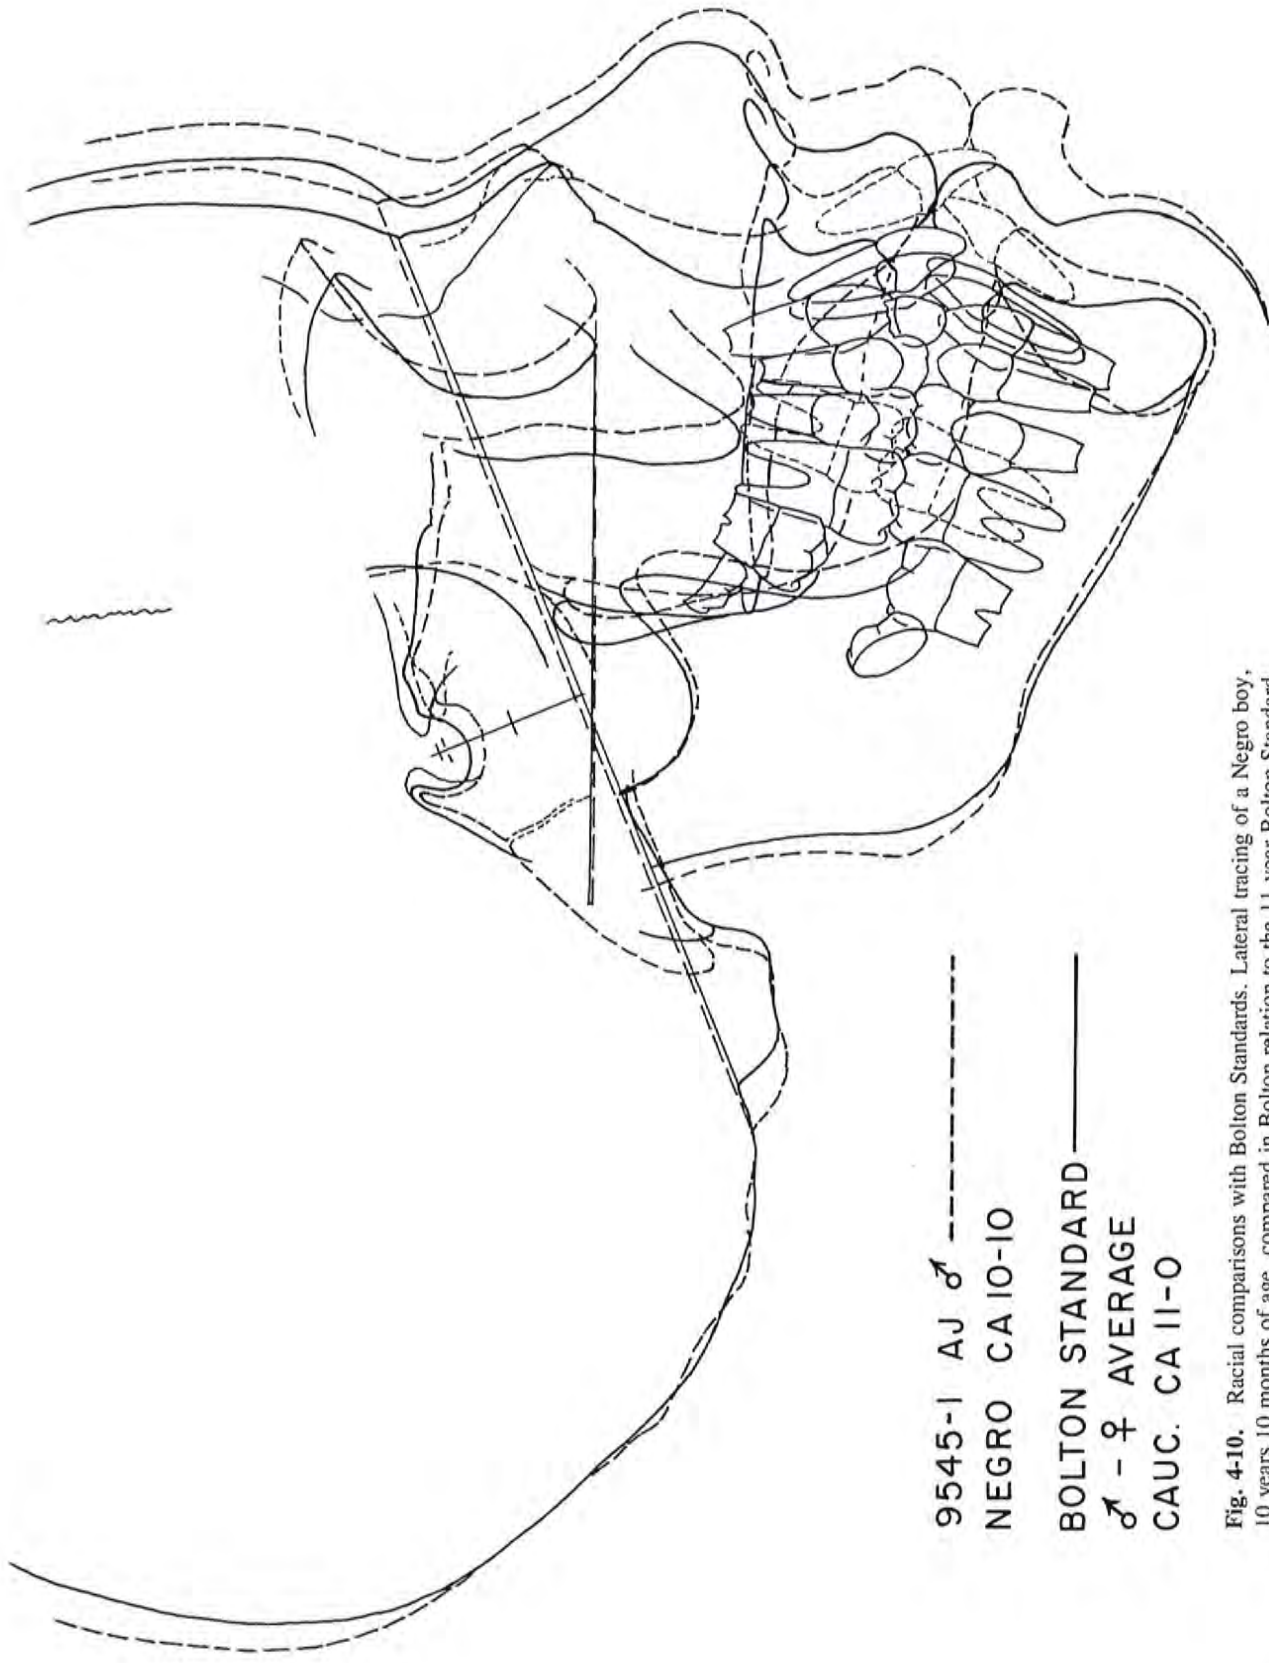 9545-1 AJ ♂ ----------
NEGRO CA 10-10
BOLTON STANDARD ———
♂ - ♀ AVERAGE
CAUC. CA 11-0
Fig. 4-10. Racial comparisons with Bolton Standards. Lateral tracing of a Negro boy,
10 years 10 months of age, compared in Bolton relation to the 11-year Bolton Standard.